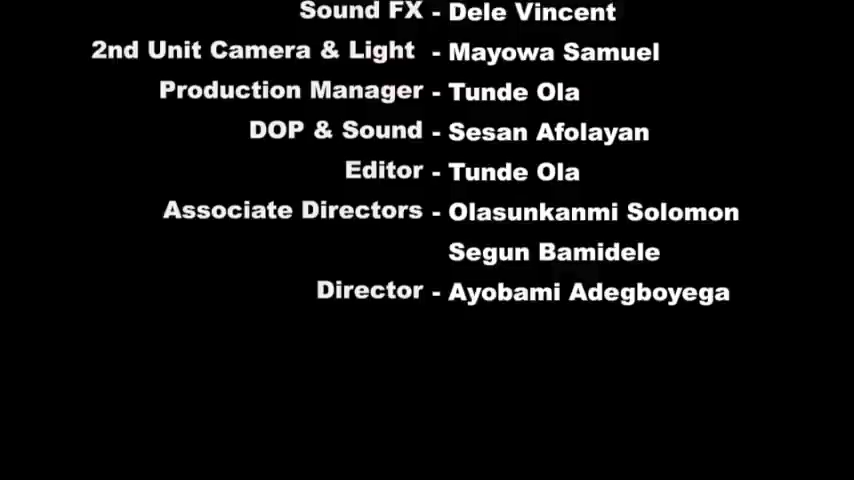 Sound FX - Dele Vincent
2nd Unit Camera & Light - Mayowa Samuel
Production Manager - Tunde Ola
DOP & Sound - Sesan Afolayan
Editor - Tunde Ola
Associate Directors - Olasunkanmi Solomon
Segun Bamidele
Director - Ayobami Adegboyega